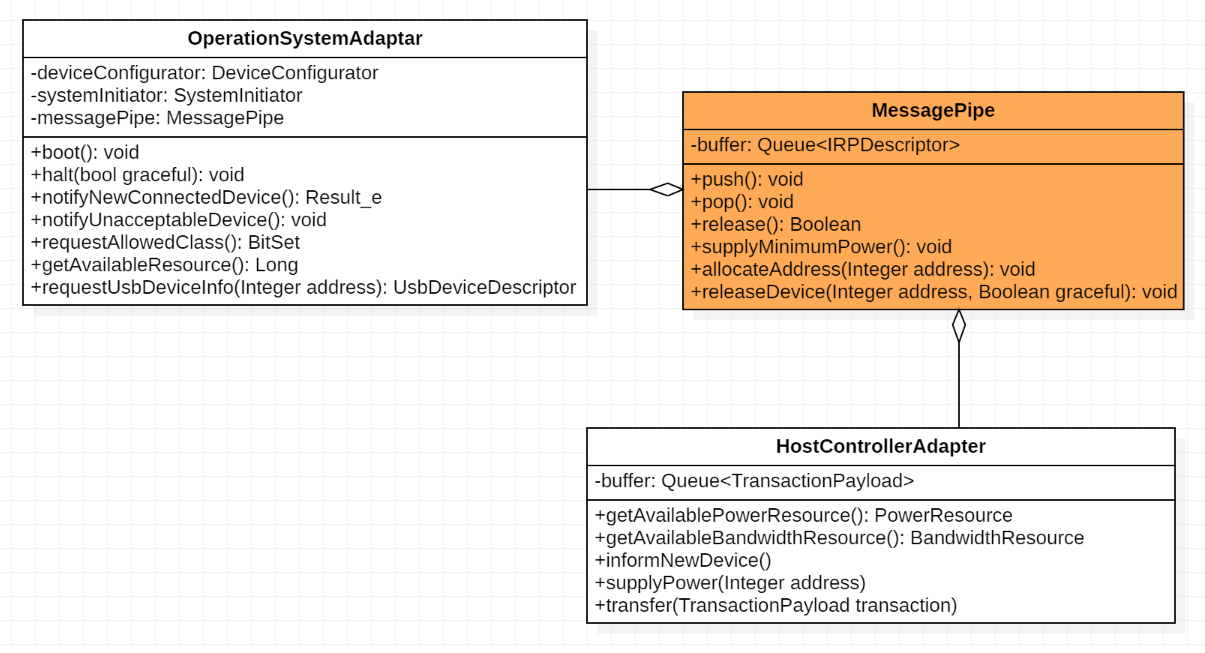 OperationSystemAdaptar
-deviceConfigurator: DeviceConfigurator
-systemInitiator: SystemInitiator
-messagePipe: MessagePipe
+boot(): void
+halt(bool graceful): void
+notifyNewConnectedDevice(): Result_e
+notifyUnacceptableDevice(): void
+requestAllowedClass(): BitSet
+getAvailableResource(): Long
+requestUsbDeviceInfo(Integer address): UsbDeviceDescriptor
MessagePipe
-buffer: Queue<IRPDescriptor>
+push(): void
+pop(): void
+release(): Boolean
+supplyMinimumPower(): void
+allocateAddress(Integer address): void
+releaseDevice(Integer address, Boolean graceful): void
HostControllerAdapter
-buffer: Queue<TransactionPayload>
+getAvailablePowerResource(): PowerResource
+getAvailableBandwidthResource(): BandwidthResource
+informNewDevice()
+supplyPower(Integer address)
+transfer(TransactionPayload transaction)